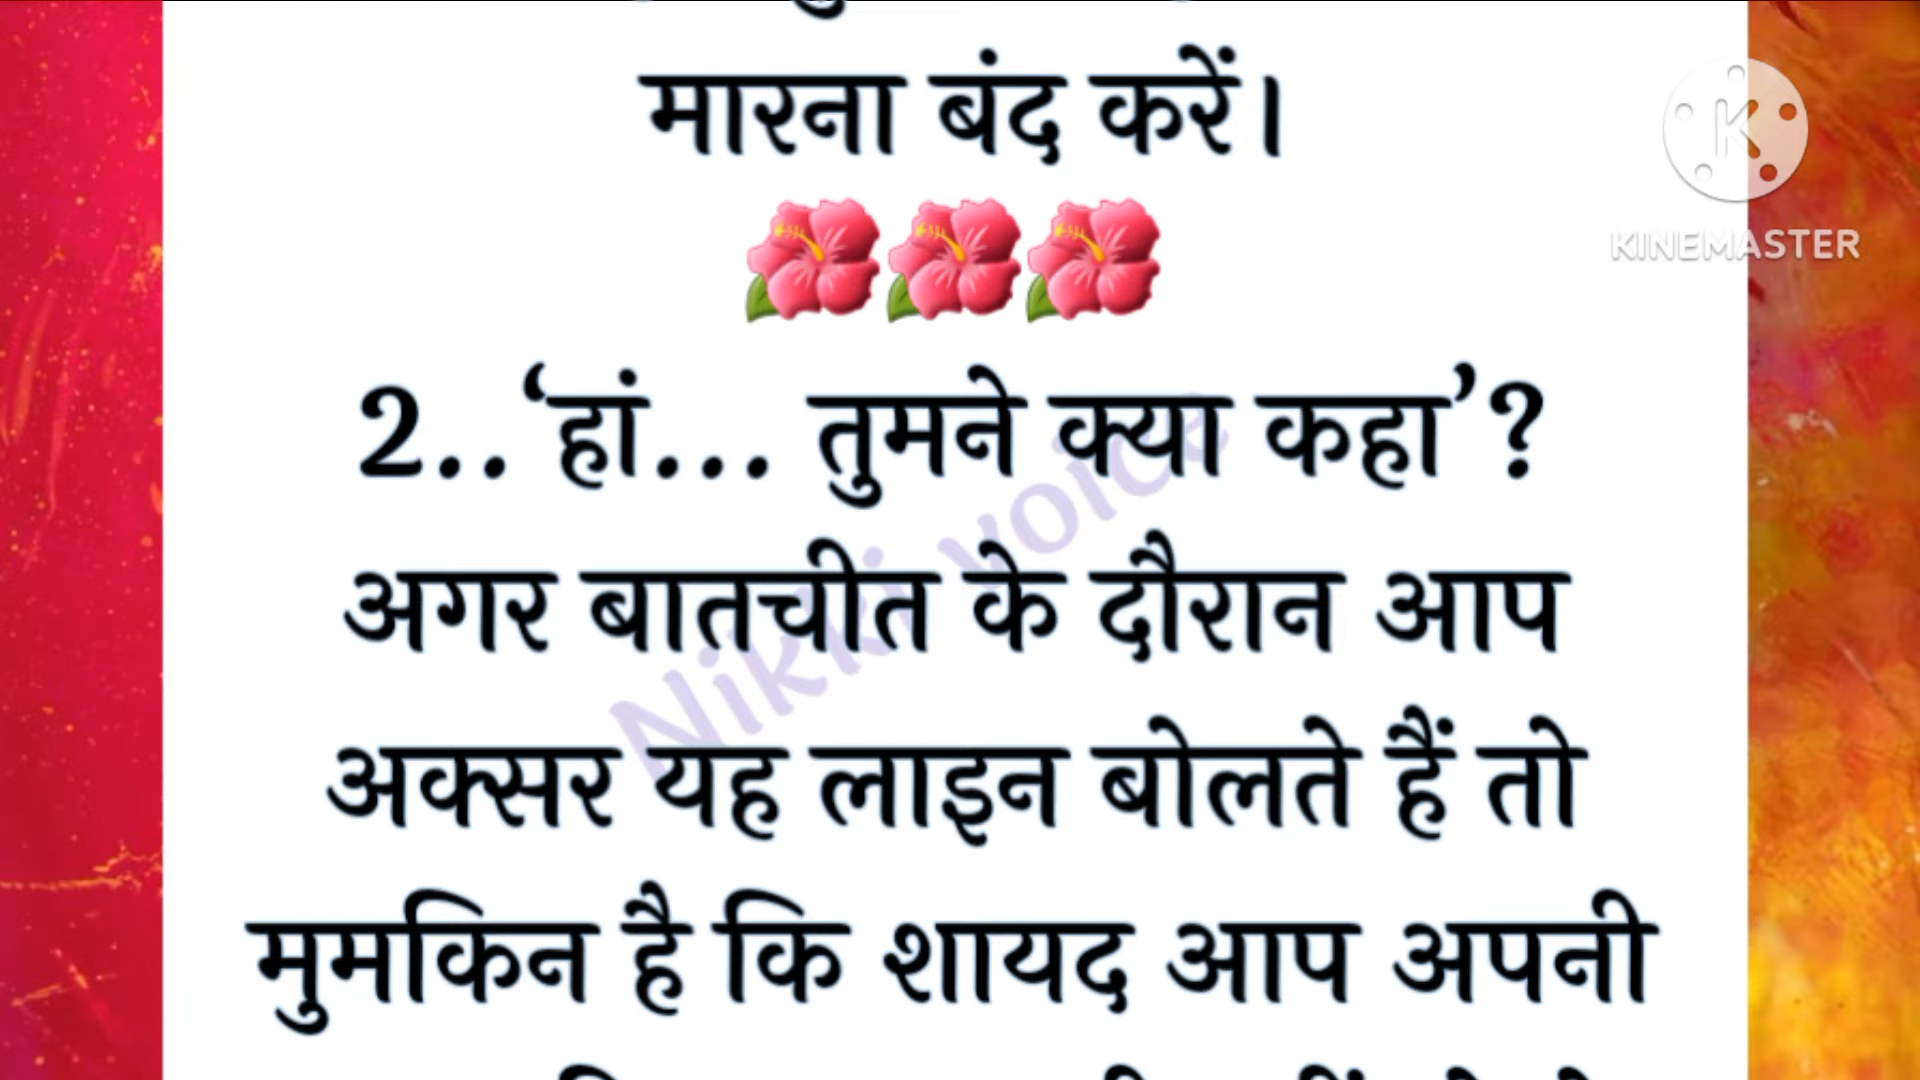 मारना बंद करें।
KINEMASTER
2.. ‘हां... तुमने क्या कहा’?
अगर बातचीत के दौरान आप
अक्सर यह लाइन बोलते हैं तो
मुमकिन है कि शायद आप अपनी
Nikki voice